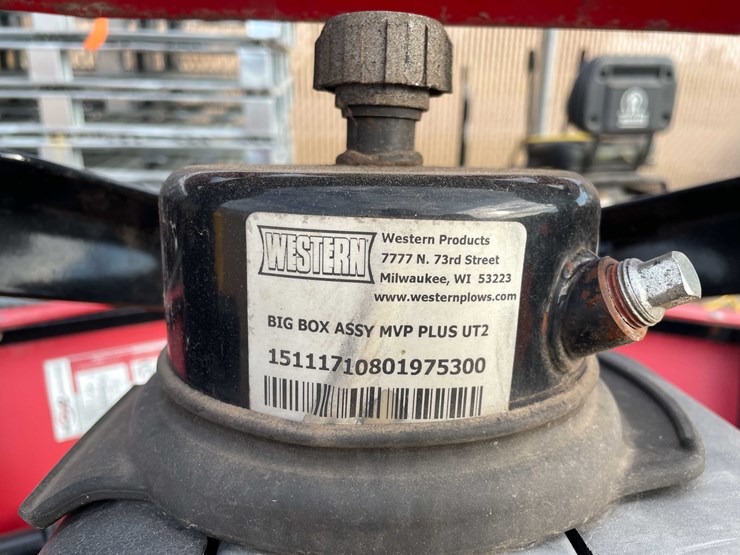 WESTERN
Western Products
7777 N. 73rd Street
Milwaukee, WI 53223
www.westernplows.com
BIG BOX ASSY MVP PLUS UT2
15111710801975300